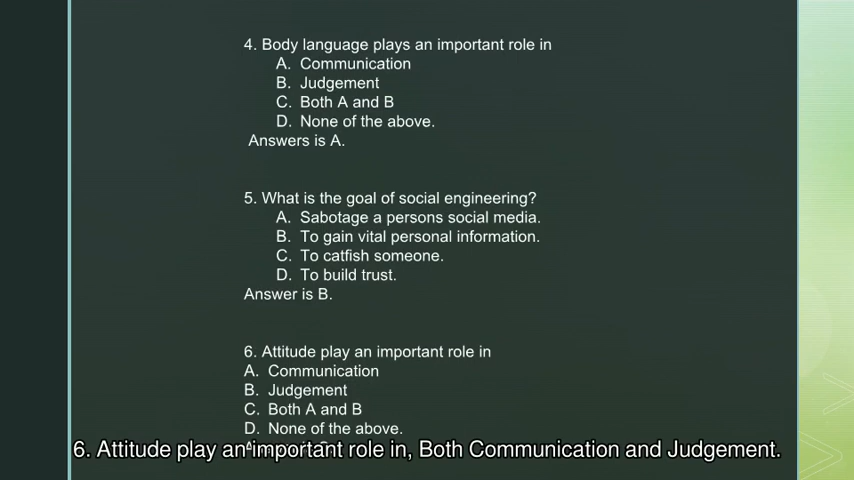 4. Body language plays an important role in
A. Communication
B. Judgement
C. Both A and B
D. None of the above.
Answers is A.
5. What is the goal of social engineering?
A. Sabotage a persons social media.
B. To gain vital personal information.
C. To catfish someone.
D. To build trust.
Answer is B.
6. Attitude play an important role in
A. Communication
B. Judgement
C. Both A and B
D. None of the above.
6. Attitude play an important role in, Both Communication and Judgement.